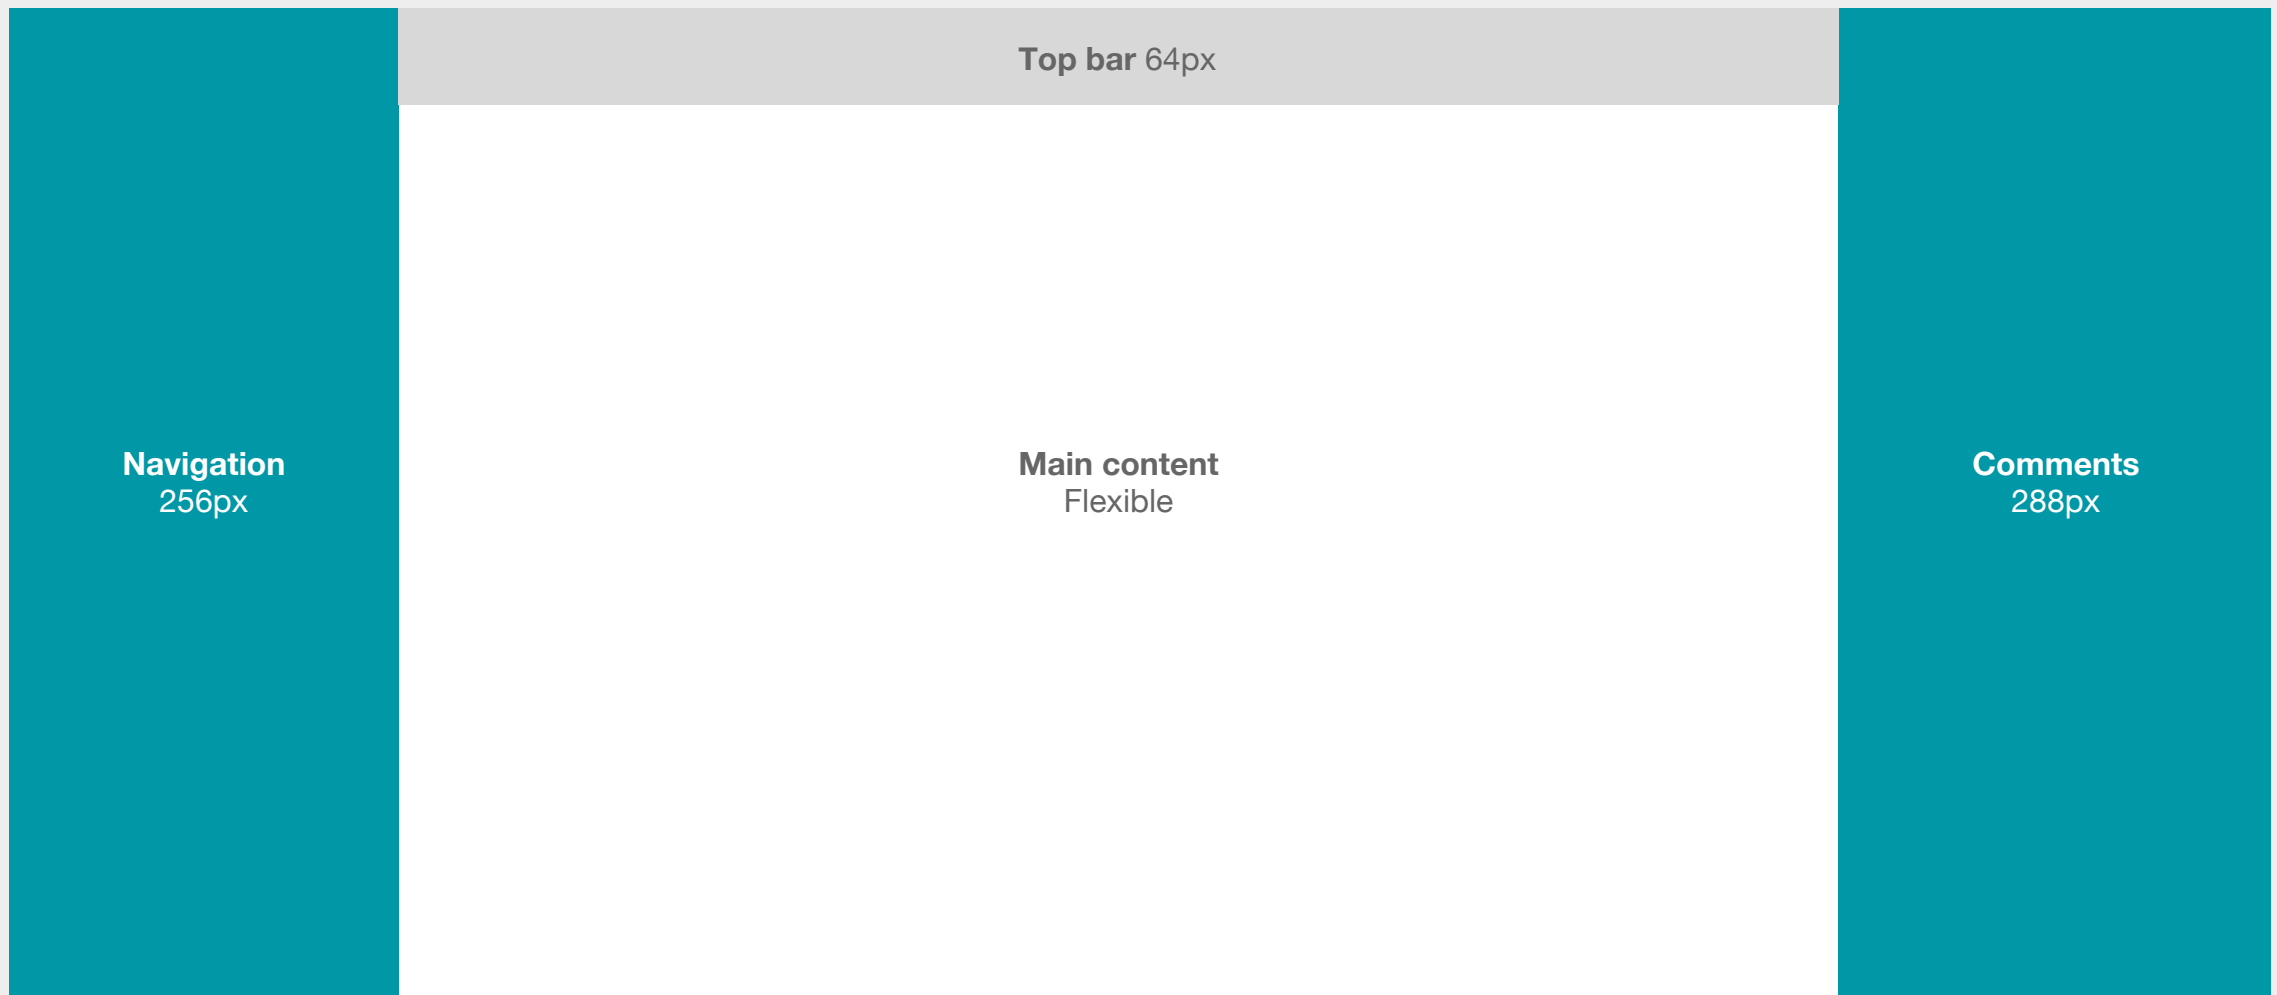 Top bar 64px
Navigation
256px
Main content
Flexible
Comments
288px